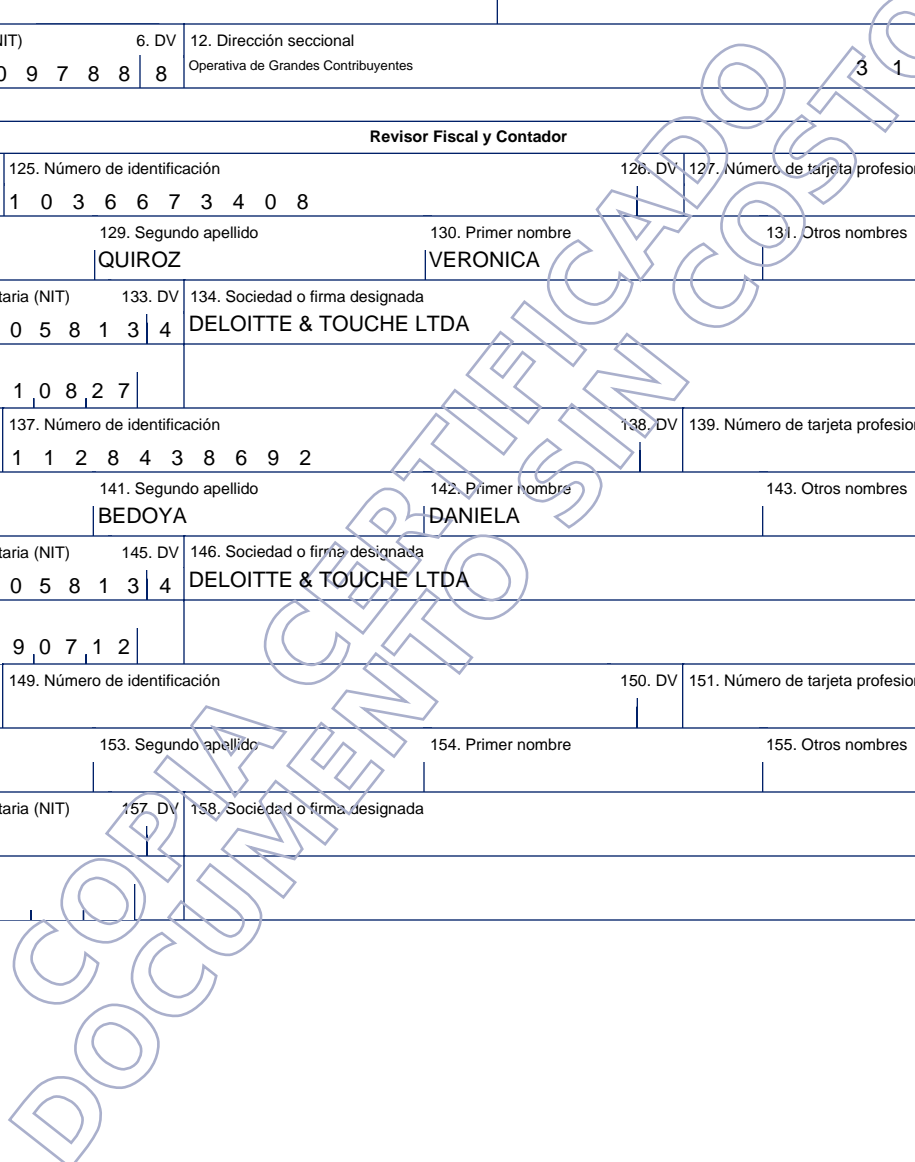 NIT) 6. DV 12. Dirección seccional
0 9 7 8 8 8 Operativa de Grandes Contribuyentes 3 1
Revisor Fiscal y Contador
125. Número de identificación 126. DV 127. Número de tarjeta profesion
1 0 3 6 6 7 3 4 0 8
129. Segundo apellido 130. Primer nombre 131. Otros nombres
QUIROZ VERONICA
taria (NIT) 133. DV 134. Sociedad o firma designada
0 5 8 1 3 4 DELOITTE & TOUCHE LTDA
1 0 8 2 7
137. Número de identificación 138. DV 139. Número de tarjeta profesion
1 1 2 8 4 3 8 6 9 2
141. Segundo apellido 142. Primer nombre 143. Otros nombres
BEDOYA DANIELA
taria (NIT) 145. DV 146. Sociedad o firma designada
0 5 8 1 3 4 DELOITTE & TOUCHE LTDA
9 0 7 1 2
149. Número de identificación 150. DV 151. Número de tarjeta profesion
153. Segundo apellido 154. Primer nombre 155. Otros nombres
taria (NIT) 157. DV 158. Sociedad o firma designada
COPIA CERTIFICADO
DOCUMENTO SIN COSTO